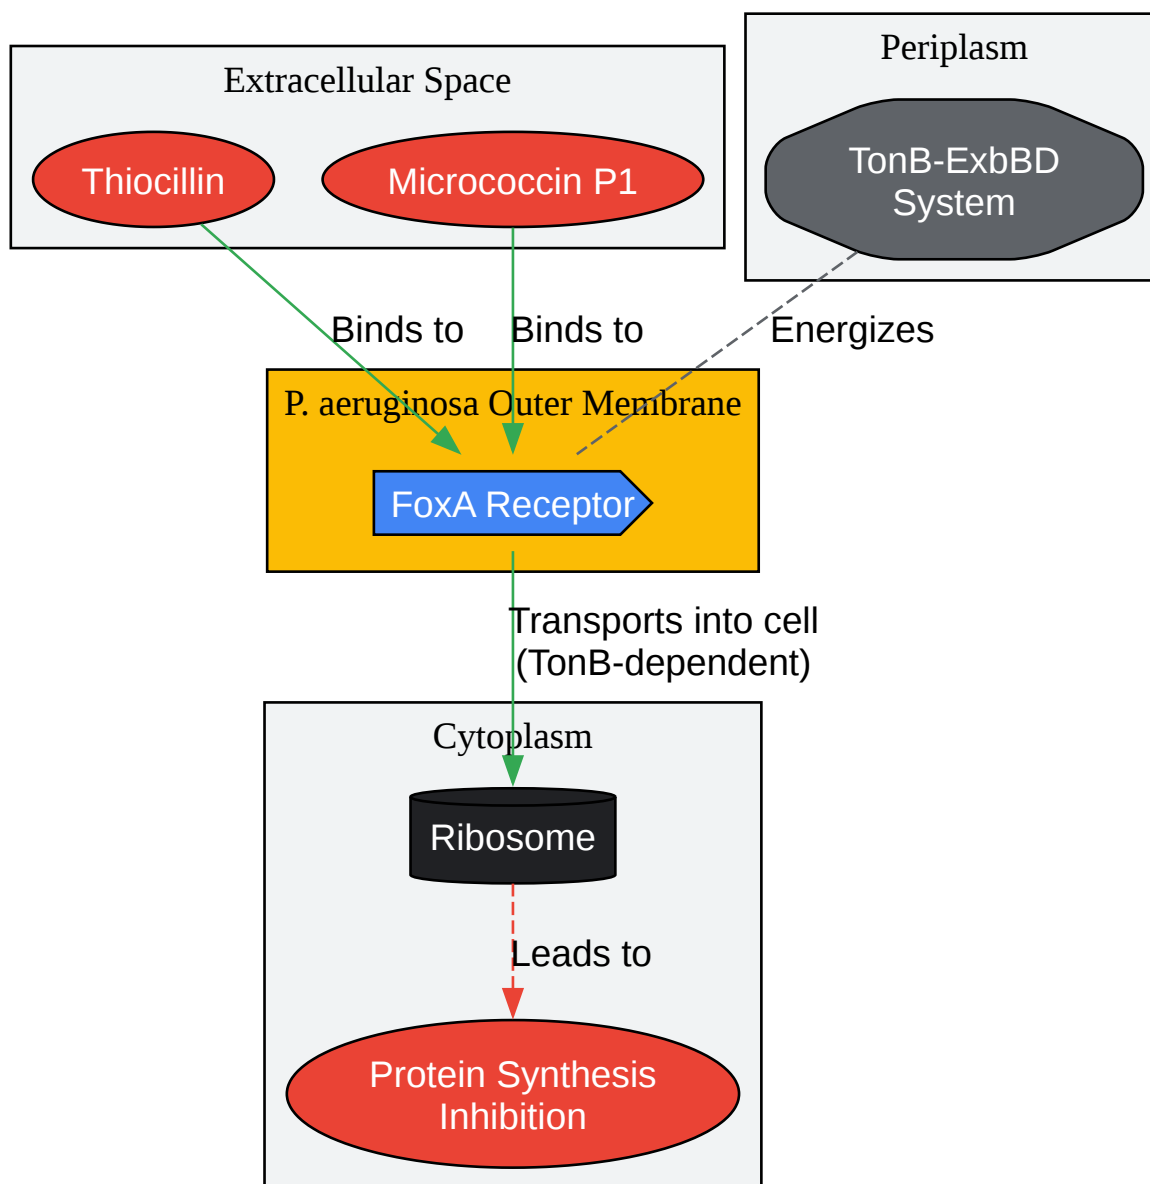 Periplasm
Extracellular Space
Thiocillin
Micrococcin P1
TonB-ExbBD
System
Binds to
Binds to
Energizes
P. aeruginosa Outer Membrane
FoxA Receptor
Transports into cell
(TonB-dependent)
Cytoplasm
Ribosome
Leads to
Protein Synthesis
Inhibition